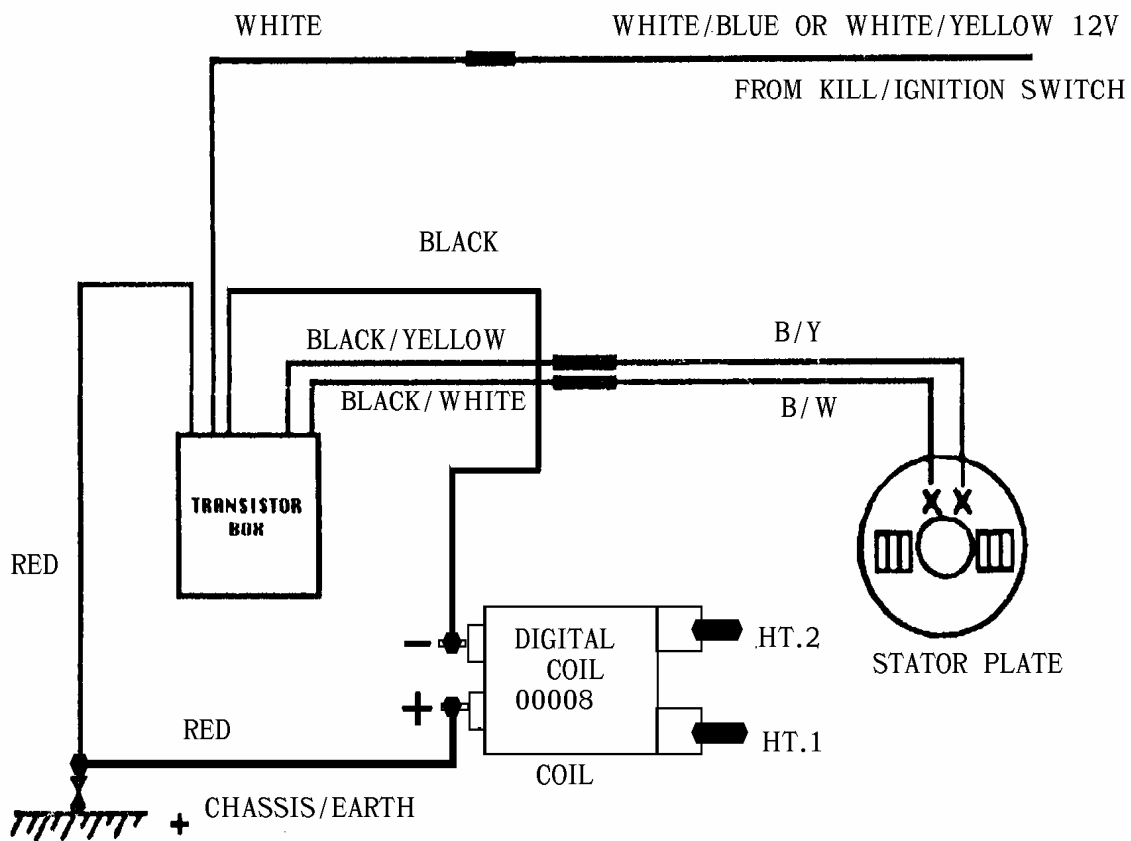 WHITE
WHITE/BLUE OR WHITE/YELLOW 12V
FROM KILL/IGNITION SWITCH
BLACK
BLACK/YELLOW
B/Y
BLACK/WHITE
B/W
TRANSISTOR
BOX
RED
DIGITAL
COIL
00008
-
+
HT.2
HT.1
STATOR PLATE
RED
COIL
+ CHASSIS/EARTH